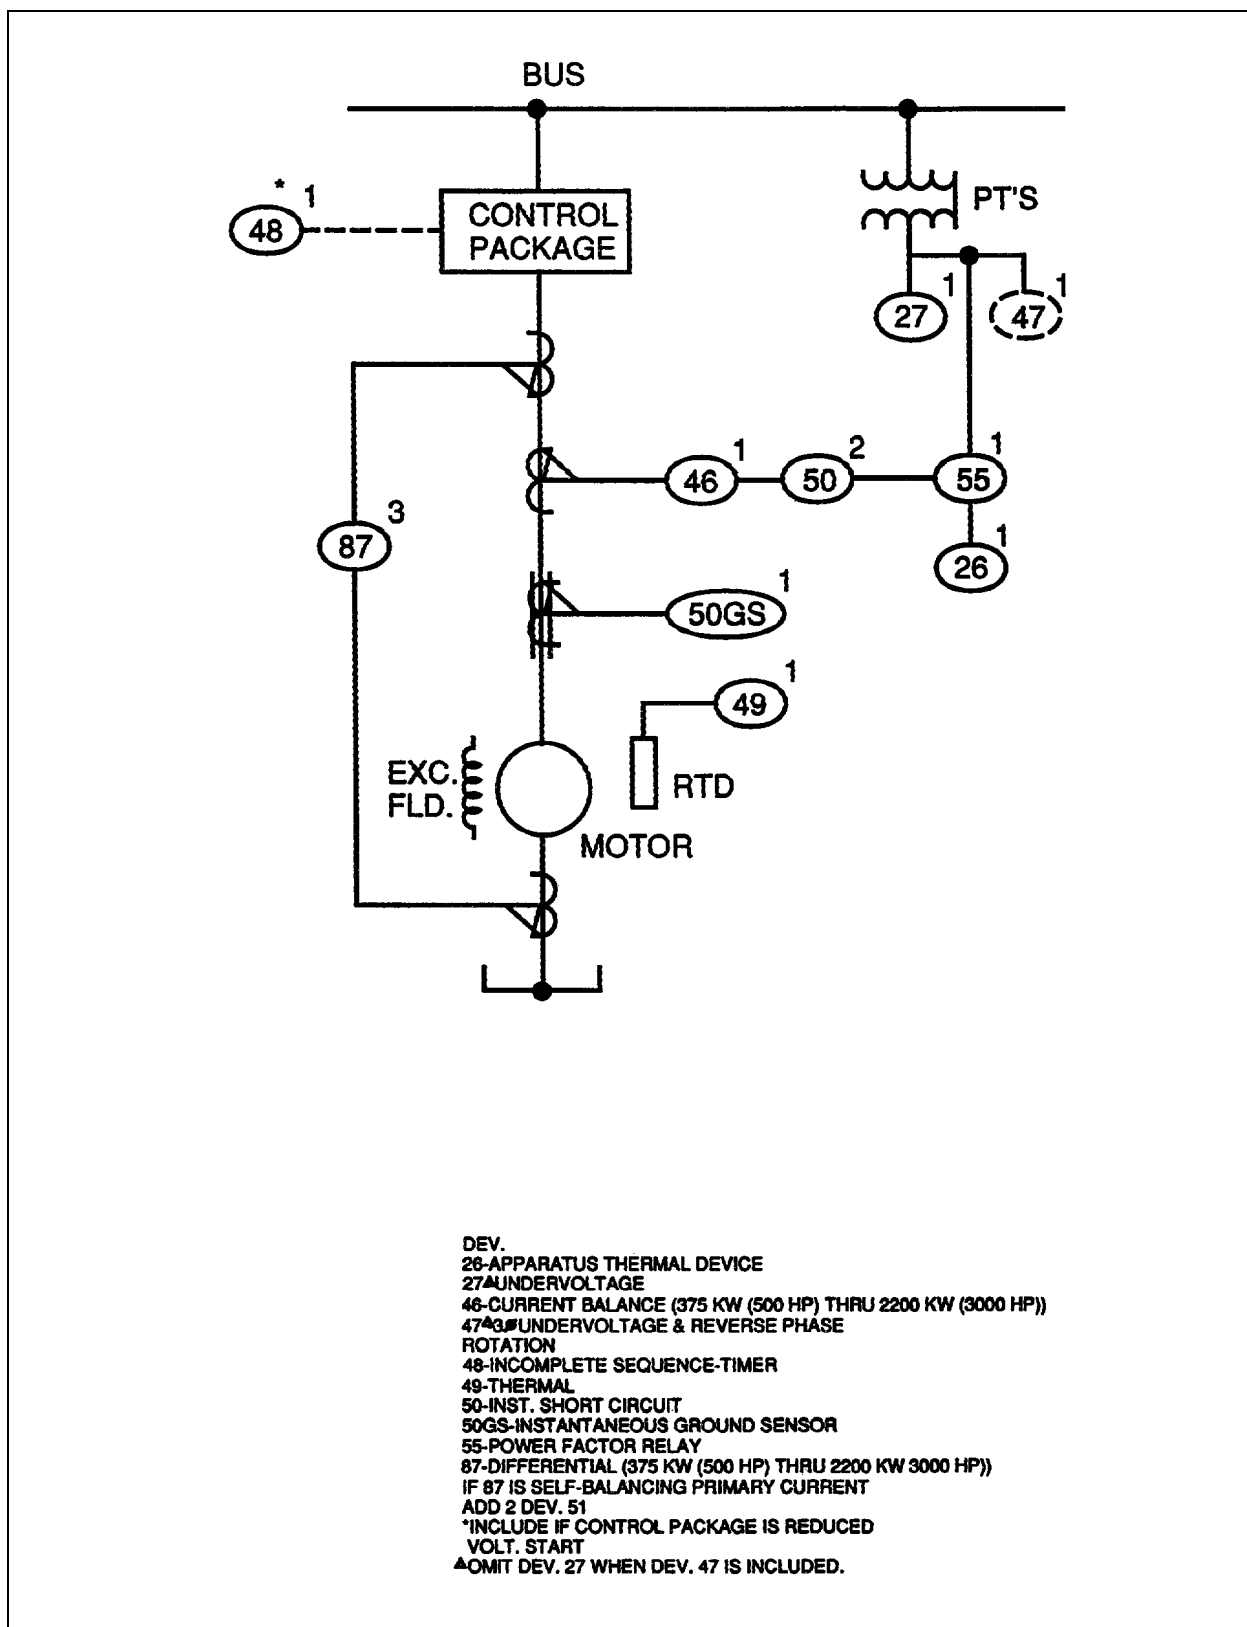 BUS
* 1
48
CONTROL
PACKAGE
PT'S
27
1
47
1
46
1
50
2
55
1
87
3
26
1
50GS
1
49
1
EXC.
FLD.
RTD
MOTOR
DEV.
26-APPARATUS THERMAL DEVICE
27▲UNDERVOLTAGE
46-CURRENT BALANCE (375 KW (500 HP) THRU 2200 KW (3000 HP))
47▲3ø UNDERVOLTAGE & REVERSE PHASE
ROTATION
48-INCOMPLETE SEQUENCE-TIMER
49-THERMAL
50-INST. SHORT CIRCUIT
50GS-INSTANTANEOUS GROUND SENSOR
55-POWER FACTOR RELAY
87-DIFFERENTIAL (375 KW (500 HP) THRU 2200 KW 3000 HP))
IF 87 IS SELF-BALANCING PRIMARY CURRENT
ADD 2 DEV. 51
*INCLUDE IF CONTROL PACKAGE IS REDUCED
VOLT. START
▲OMIT DEV. 27 WHEN DEV. 47 IS INCLUDED.